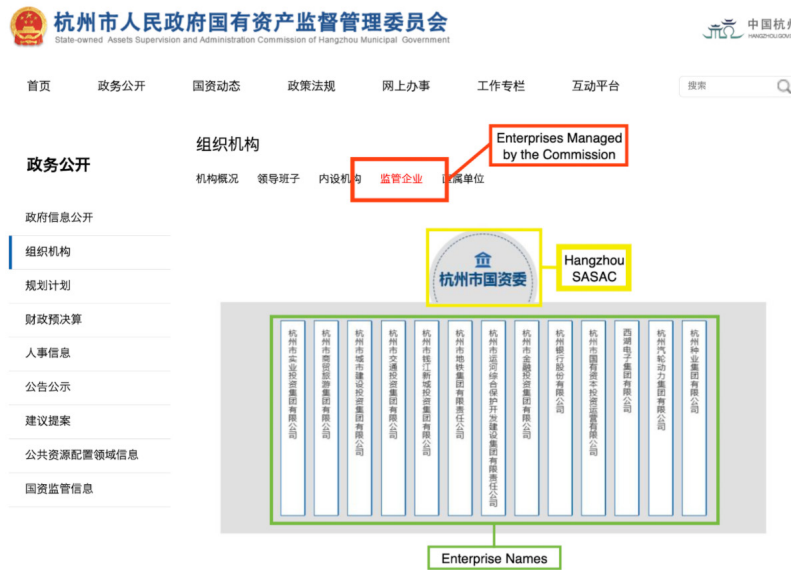 杭州市人民政府国有资产监督管理委员会
State-owned Assets Supervision and Administration Commission of Hangzhou Municipal Government
中国杭州
首页 政务公开 国资动态 政策法规 网上办事 工作专栏 互动平台 搜索
政务公开
政府信息公开
组织机构
规划计划
财政预决算
人事信息
公告公示
建议提案
公共资源配置领域信息
国资监管信息
组织机构
机构概况 领导班子 内设机构 监管企业 直属单位
Enterprises Managed
by the Commission
杭州市国资委
Hangzhou
SASAC
杭州市实业投资集团有限公司
杭州市商贸旅游集团有限公司
杭州市城市建设投资集团有限公司
杭州市交通投资集团有限公司
杭州市钱江新城投资集团有限公司
杭州市地铁集团有限责任公司
杭州市运河综合保护开发建设集团有限责任公司
杭州市金融投资集团有限公司
杭州银行股份有限公司
杭州市国有资本投资运营有限公司
西湖电子集团有限公司
杭州汽轮动力集团有限公司
杭州种业集团有限公司
Enterprise Names